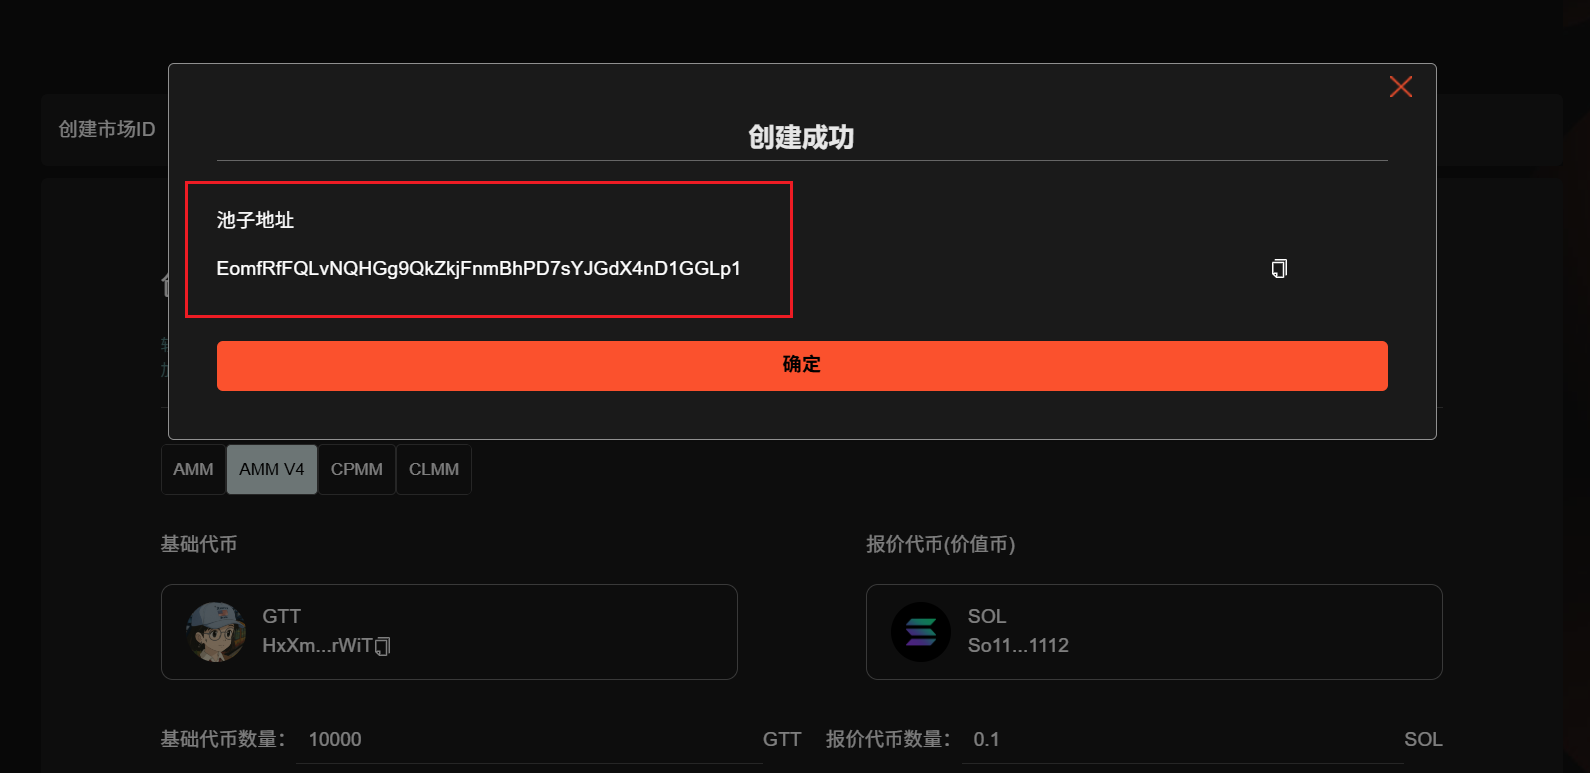 创建市场ID
创建成功
池子地址
EomfRfFQLvNQHGg9QkZkjFnmBhPD7sYJGdX4nD1GGLp1
确定
AMM
AMM V4
CPMM
CLMM
基础代币
报价代币(价值币)
GTT
HxXm...rWiT
SOL
So11...1112
基础代币数量： 10000 GTT
报价代币数量： 0.1 SOL